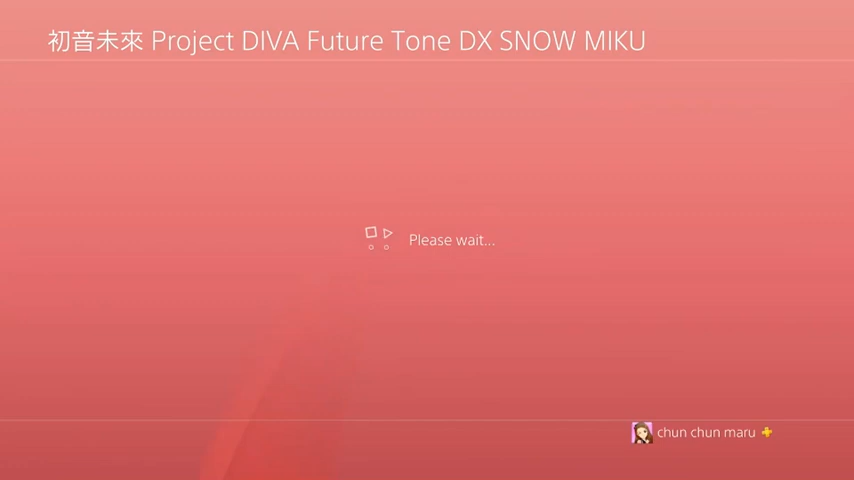 初音未來 Project DIVA Future Tone DX SNOW MIKU
Please wait...
chun chun maru